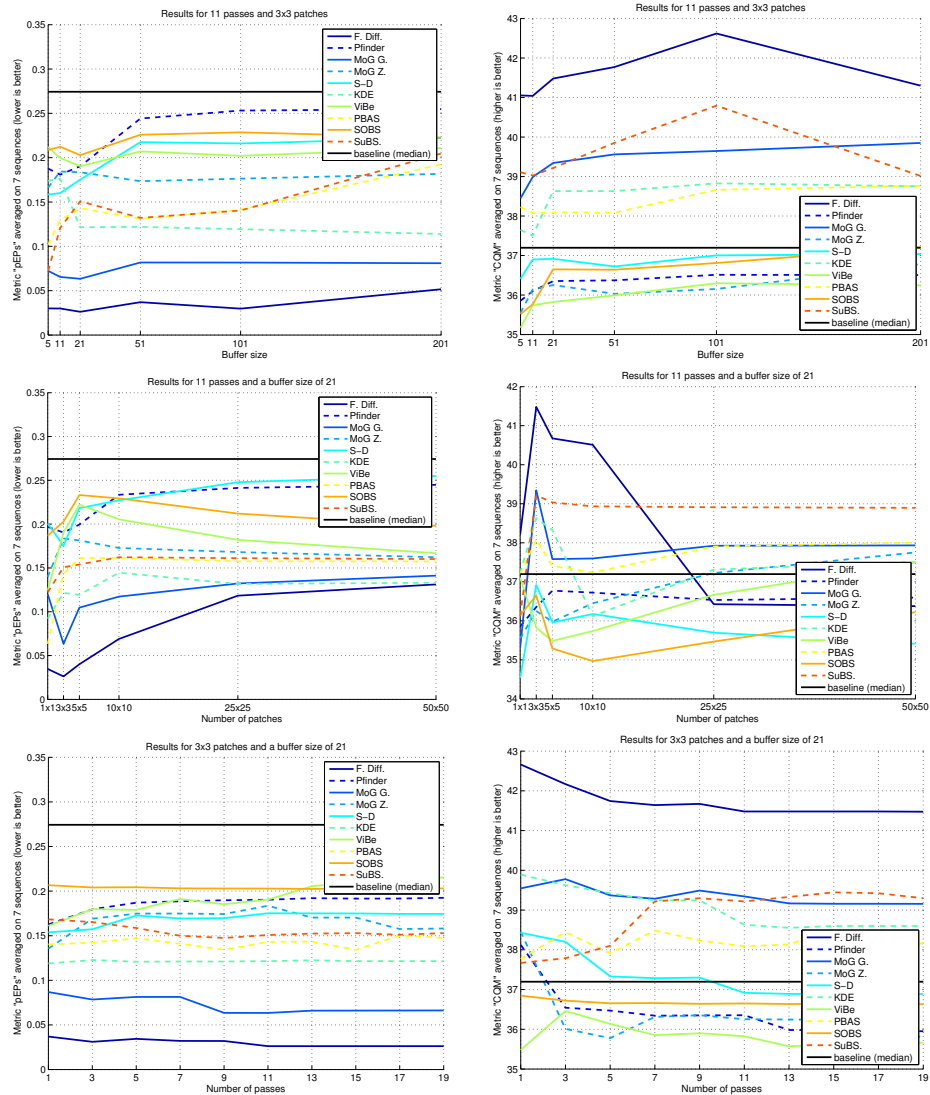 Results for 11 passes and 3x3 patches
Metric "pEPs" averaged on 7 sequences (lower is better)
0.35
0.3
0.25
0.2
0.15
0.1
0.05
0
5 11 21 51 101 201
Buffer size
F. Diff.
Pfinder
MoG G.
MoG Z.
S-D
KDE
ViBe
PBAS
SOBS
SuBS.
baseline (median)
Results for 11 passes and 3x3 patches
Metric "CQM" averaged on 7 sequences (higher is better)
43
42
41
40
39
38
37
36
35
5 11 21 51 101 201
Buffer size
F. Diff.
Pfinder
MoG G.
MoG Z.
S-D
KDE
ViBe
PBAS
SOBS
SuBS.
baseline (median)
Results for 11 passes and a buffer size of 21
Metric "pEPs" averaged on 7 sequences (lower is better)
0.35
0.3
0.25
0.2
0.15
0.1
0.05
0
1x1 3x3 5x5 10x10 25x25 50x50
Number of patches
F. Diff.
Pfinder
MoG G.
MoG Z.
S-D
KDE
ViBe
PBAS
SOBS
SuBS.
baseline (median)
Results for 11 passes and a buffer size of 21
Metric "CQM" averaged on 7 sequences (higher is better)
42
41
40
39
38
37
36
35
34
1x1 3x3 5x5 10x10 25x25 50x50
Number of patches
F. Diff.
Pfinder
MoG G.
MoG Z.
S-D
KDE
ViBe
PBAS
SOBS
SuBS.
baseline (median)
Results for 3x3 patches and a buffer size of 21
Metric "pEPs" averaged on 7 sequences (lower is better)
0.35
0.3
0.25
0.2
0.15
0.1
0.05
0
1 3 5 7 9 11 13 15 17 19
Number of passes
F. Diff.
Pfinder
MoG G.
MoG Z.
S-D
KDE
ViBe
PBAS
SOBS
SuBS.
baseline (median)
Results for 3x3 patches and a buffer size of 21
Metric "CQM" averaged on 7 sequences (higher is better)
43
42
41
40
39
38
37
36
35
1 3 5 7 9 11 13 15 17 19
Number of passes
F. Diff.
Pfinder
MoG G.
MoG Z.
S-D
KDE
ViBe
PBAS
SOBS
SuBS.
baseline (median)